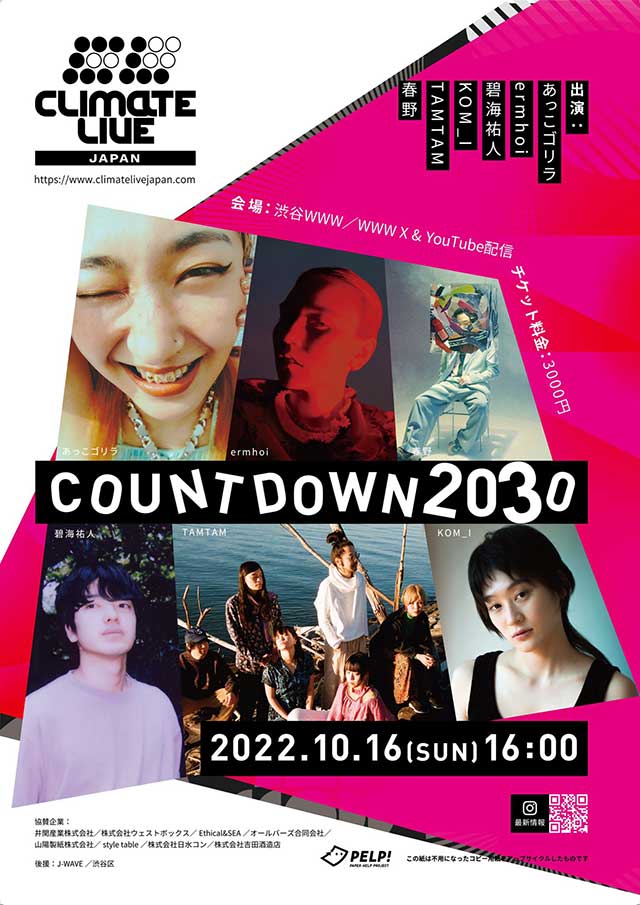 CLIMATE
LIVE
JAPAN
https://www.climatelivejapan.com
出演：
あっこゴリラ
ermhoi
碧海祐人
KOM_I
TAMTAM
春野
会場：渋谷WWW／WWW X & YouTube配信
チケット料金：3000円
あっこゴリラ
ermhoi
春野
COUNTDOWN2030
碧海祐人
TAMTAM
KOM_I
2022.10.16(SUN)16:00
最新情報
協賛企業：
井関産業株式会社／株式会社ウェストボックス／Ethical&SEA／オールバーズ合同会社／
山陽製紙株式会社／style table／株式会社日水コン／株式会社吉田酒造店
後援：J-WAVE／渋谷区
PELP!
PAPER HELP PROJECT
この紙は不用になったコピー用紙をアップサイクルしたものです